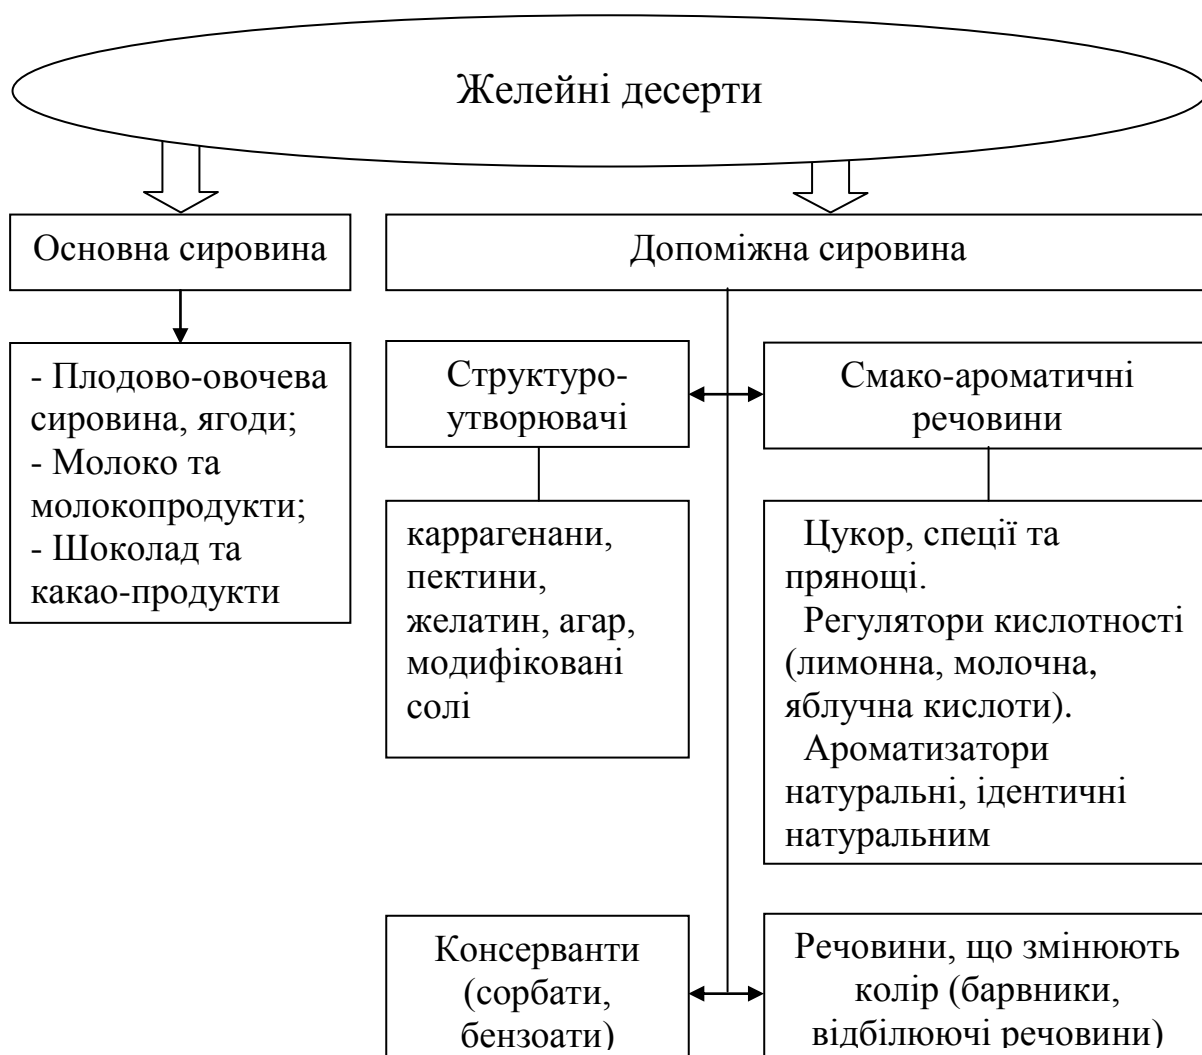 Желейні десерти
Основна сировина
Допоміжна сировина
- Плодово-овочева
сировина, ягоди;
- Молоко та
молокопродукти;
- Шоколад та
какао-продукти
Структуро-
утворювачі
Смако-ароматичні
речовини
каррагенани,
пектини,
желатин, агар,
модифіковані
солі
Цукор, спеції та
прянощі.
Регулятори кислотності
(лимонна, молочна,
яблучна кислоти).
Ароматизатори
натуральні, ідентичні
натуральним
Консерванти
(сорбати,
бензоати)
Речовини, що змінюють
колір (барвники,
відбілюючі речовини)